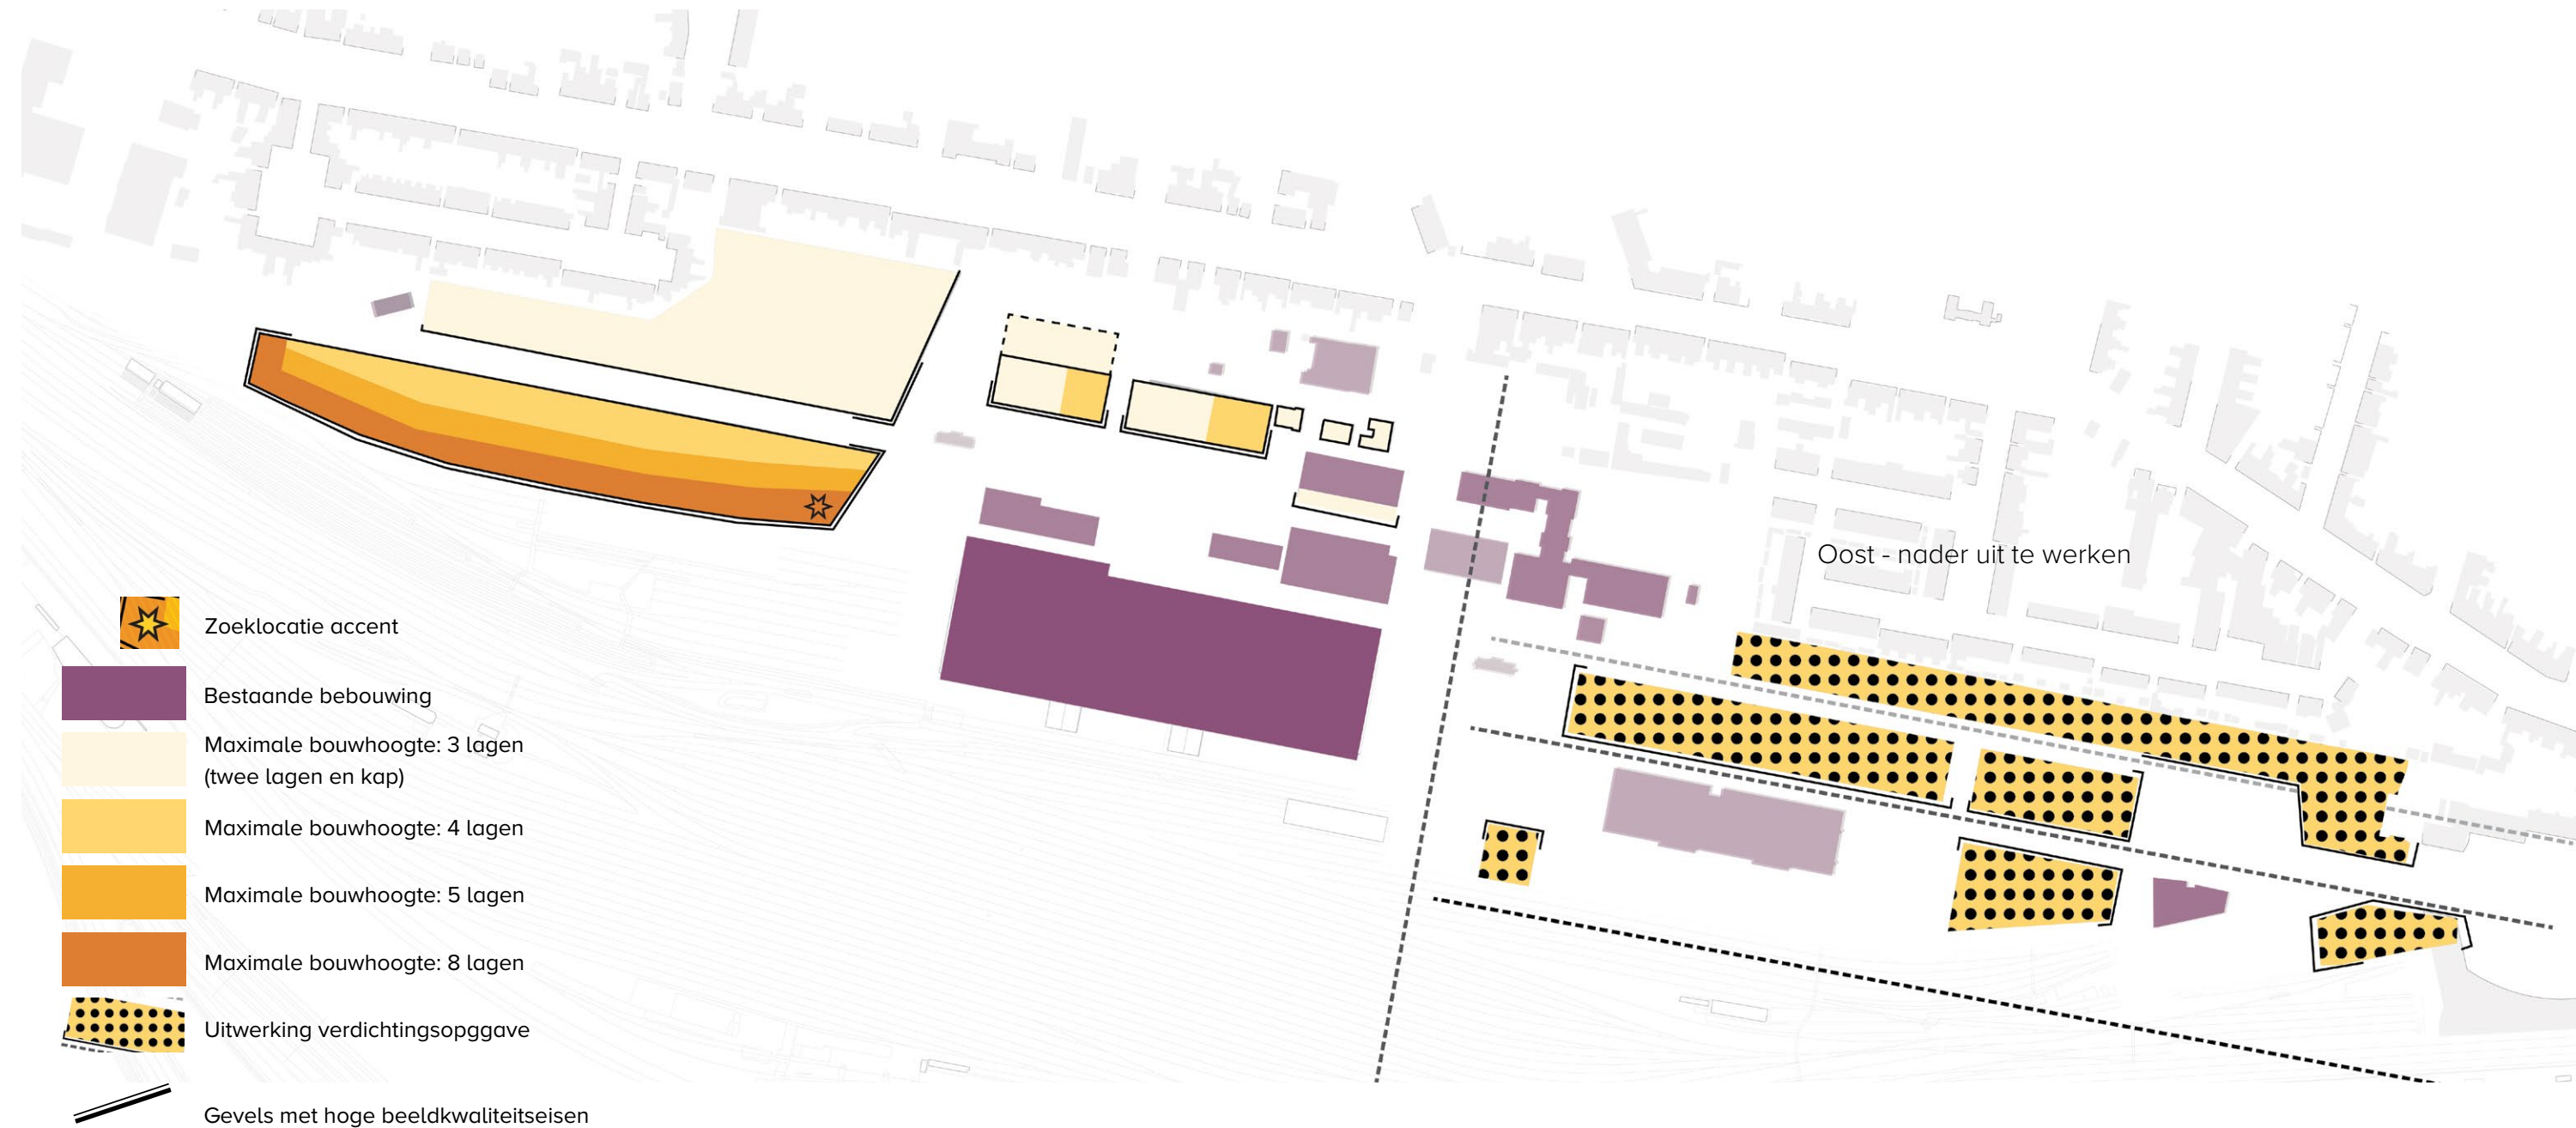 Oost - nader uit te werken
Zoeklocatie accent
Bestaande bebouwing
Maximale bouwhoogte: 3 lagen
(twee lagen en kap)
Maximale bouwhoogte: 4 lagen
Maximale bouwhoogte: 5 lagen
Maximale bouwhoogte: 8 lagen
Uitwerking verdichtingsopggave
Gevels met hoge beeldkwaliteitseisen